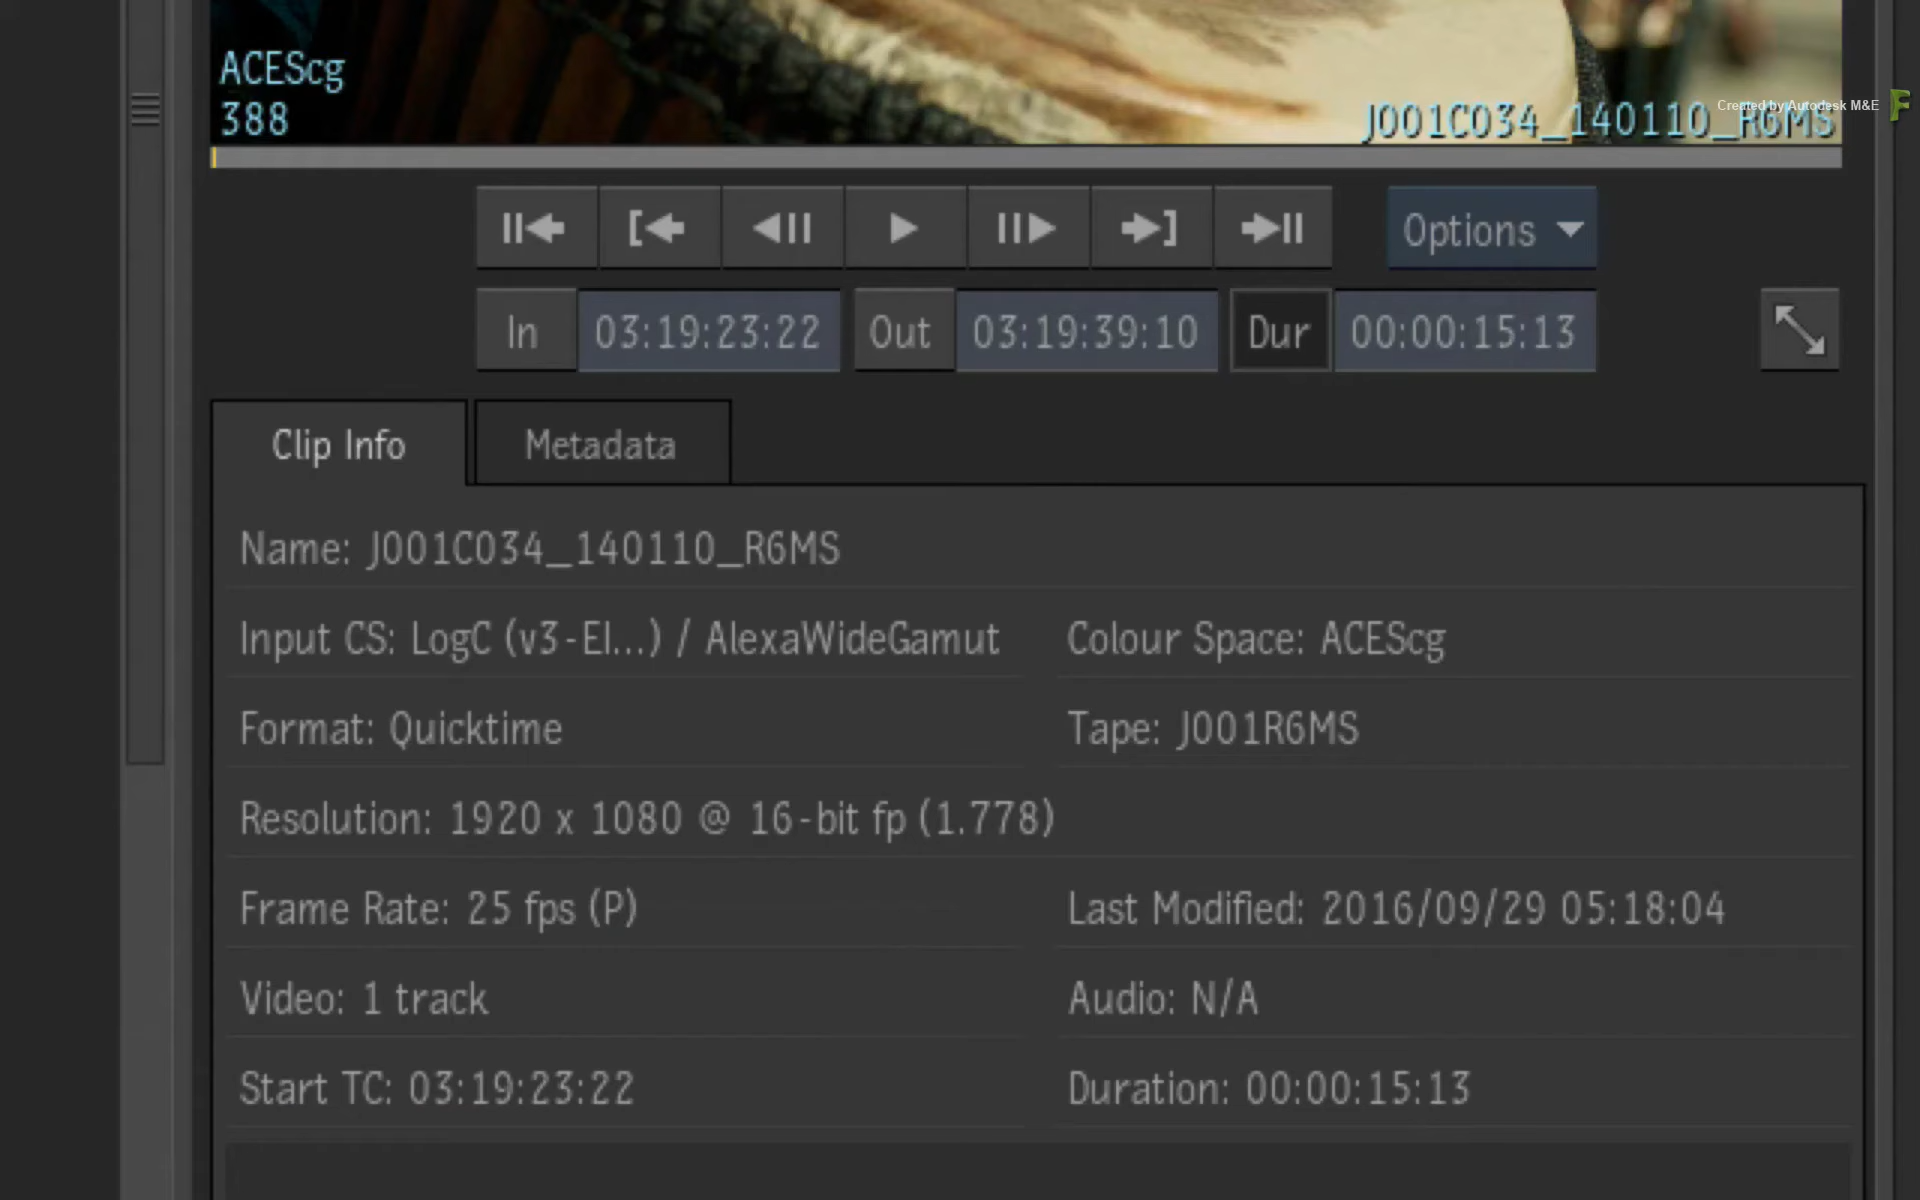 ACEScg
388
J001C034_140110_R6MS
Created by Autodesk M&E
Options
In 03:19:23:22 Out 03:19:39:10 Dur 00:00:15:13
Clip Info Metadata
Name: J001C034_140110_R6MS
Input CS: LogC (v3-EI...) / AlexaWideGamut Colour Space: ACEScg
Format: Quicktime Tape: J001R6MS
Resolution: 1920 x 1080 @ 16-bit fp (1.778)
Frame Rate: 25 fps (P) Last Modified: 2016/09/29 05:18:04
Video: 1 track Audio: N/A
Start TC: 03:19:23:22 Duration: 00:00:15:13